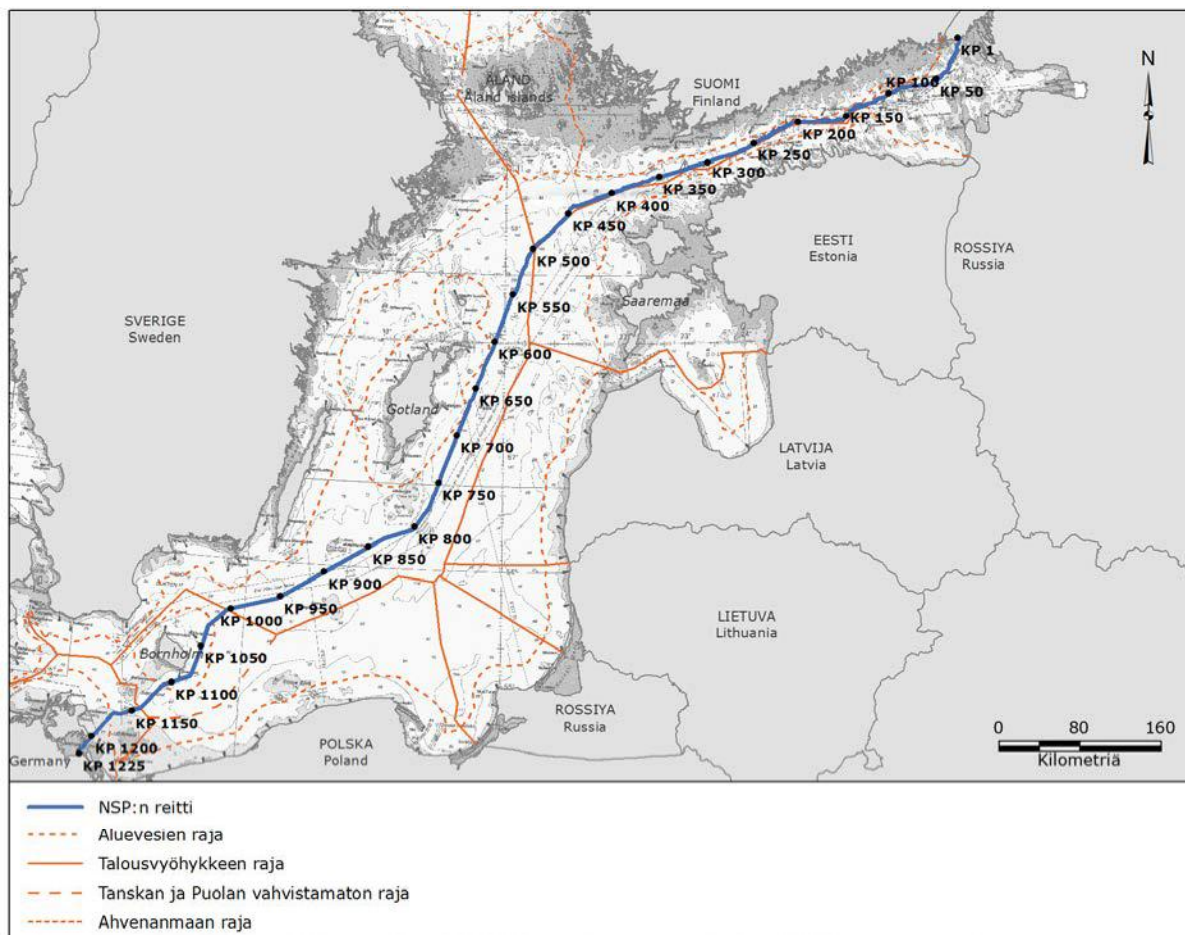 KP 1
N
ÅLAND
Åland islands
SUOMI
Finland
KP 100
KP 50
KP 150
KP 200
KP 250
KP 300
KP 350
KP 400
KP 450
KP 500
EESTI
Estonia
ROSSIYA
Russia
KP 550
Saaremaa
SVERIGE
Sweden
KP 600
KP 650
Gotland
KP 700
LATVIJA
Latvia
KP 750
KP 800
KP 850
KP 900
KP 950
KP 1000
LIETUVA
Lithuania
Bornholm
KP 1050
KP 1100
KP 1150
ROSSIYA
Russia
KP 1200
POLSKA
Poland
Germany
KP 1225
0 80 160
Kilometriä
NSP:n reitti
Aluevesien raja
Talousvyöhykkeen raja
Tanskan ja Puolan vahvistamaton raja
Ahvenanmaan raja